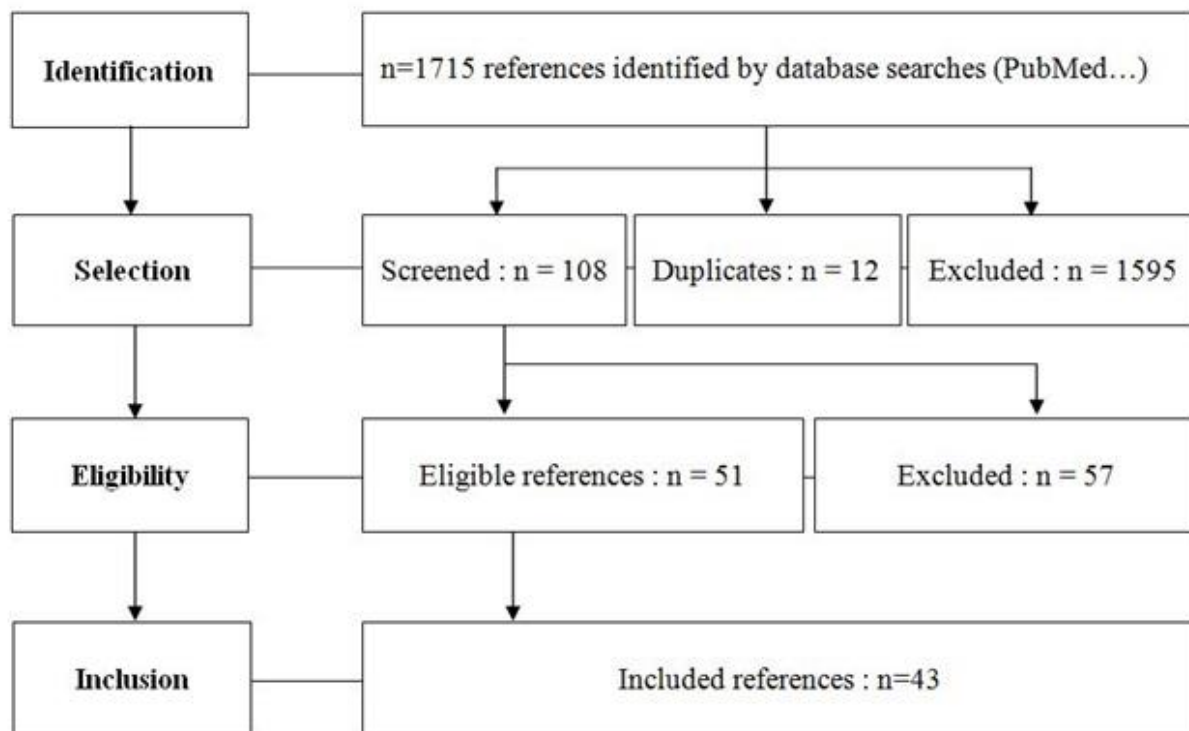 Identification
n=1715 references identified by database searches (PubMed…)
Selection
Screened : n = 108
Duplicates : n = 12
Excluded : n = 1595
Eligibility
Eligible references : n = 51
Excluded : n = 57
Inclusion
Included references : n=43